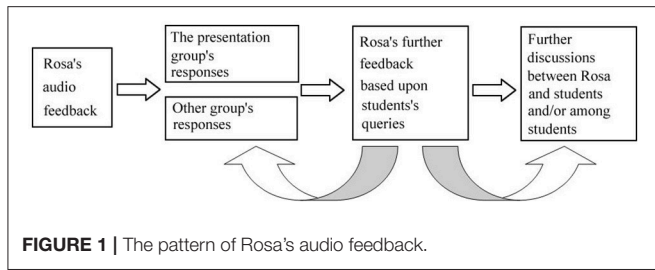 Rosa's
audio
feedback
The presentation
group's
responses
Other group's
responses
Rosa's further
feedback
based upon
students's
queries
Further
discussions
between Rosa
and students
and/or among
students
FIGURE 1 | The pattern of Rosa's audio feedback.